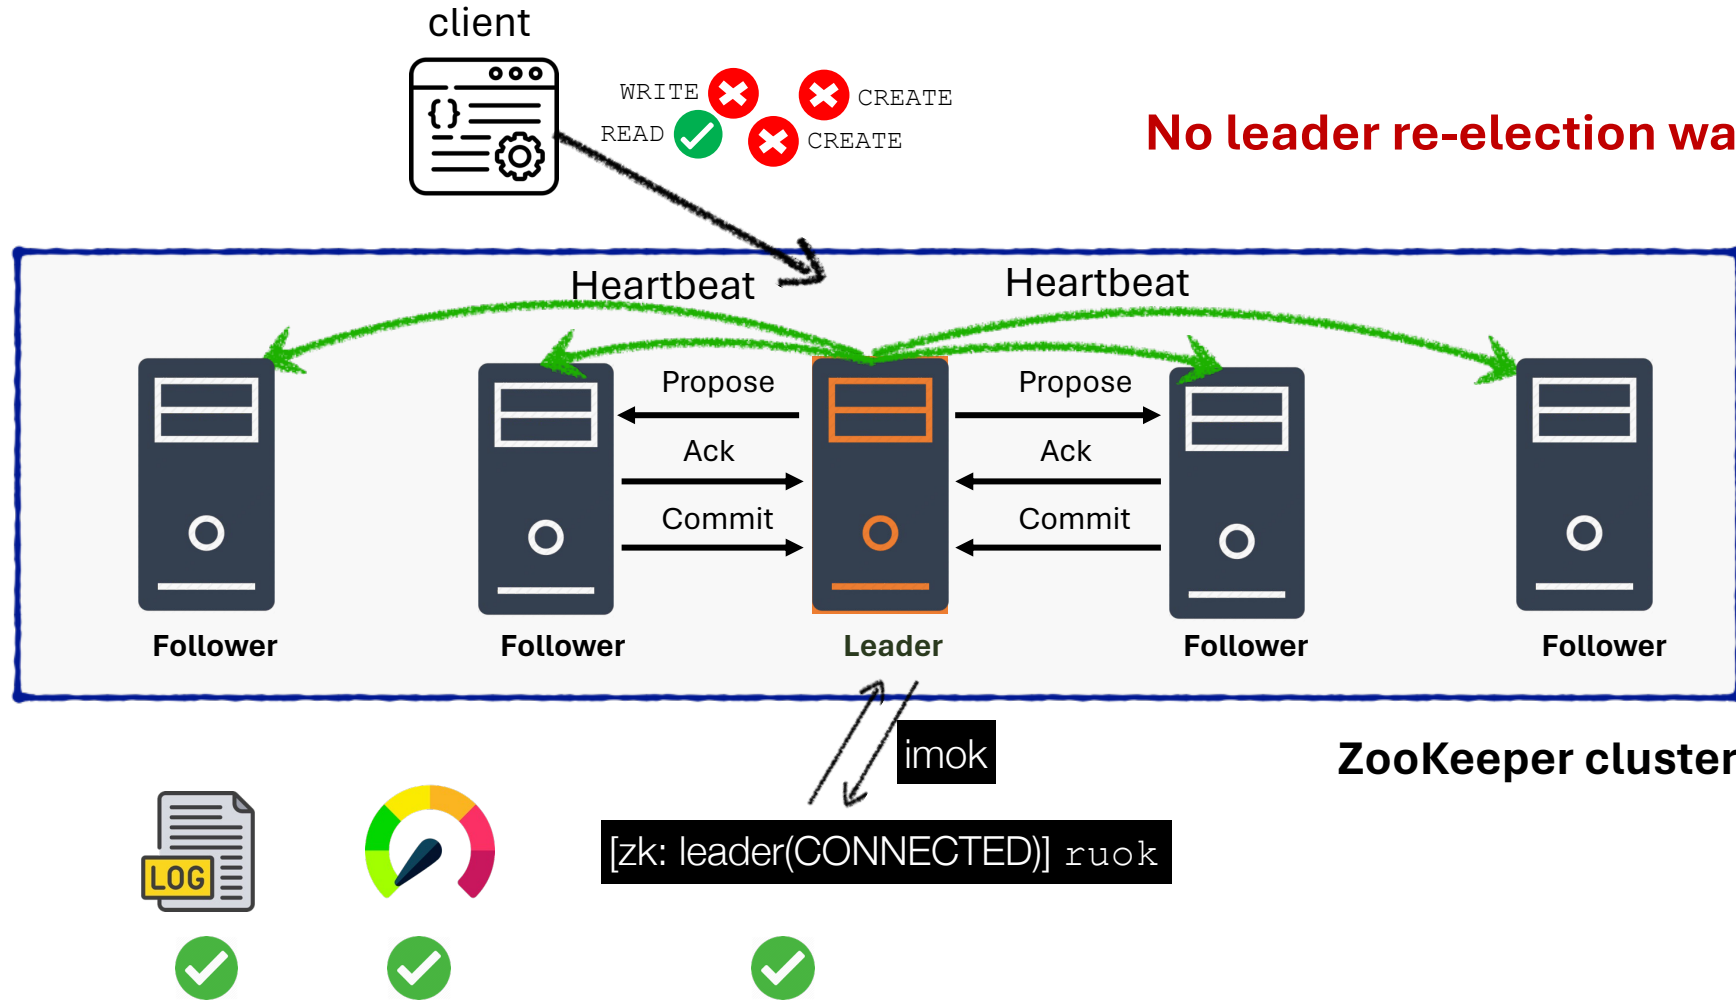 client
WRITE
CREATE
READ
CREATE
No leader re-election wa
Heartbeat
Heartbeat
Propose
Propose
Ack
Ack
Commit
Commit
Follower
Follower
Leader
Follower
Follower
imok
ZooKeeper cluster
[zk: leader(CONNECTED)] ruok
LOG